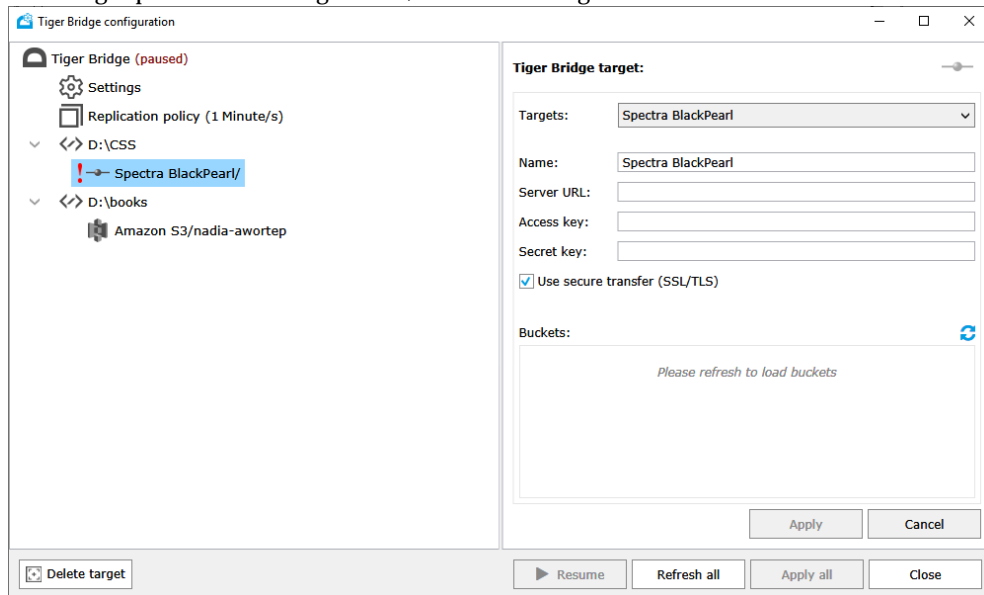 Tiger Bridge configuration
Tiger Bridge (paused)
Settings
Replication policy (1 Minute/s)
D:\CSS
Spectra BlackPearl/
D:\books
Amazon S3/nadia-awortep
Delete target
Tiger Bridge target:
Targets: Spectra BlackPearl
Name: Spectra BlackPearl
Server URL:
Access key:
Secret key:
Use secure transfer (SSL/TLS)
Buckets:
Please refresh to load buckets
Apply Cancel
Resume Refresh all Apply all Close